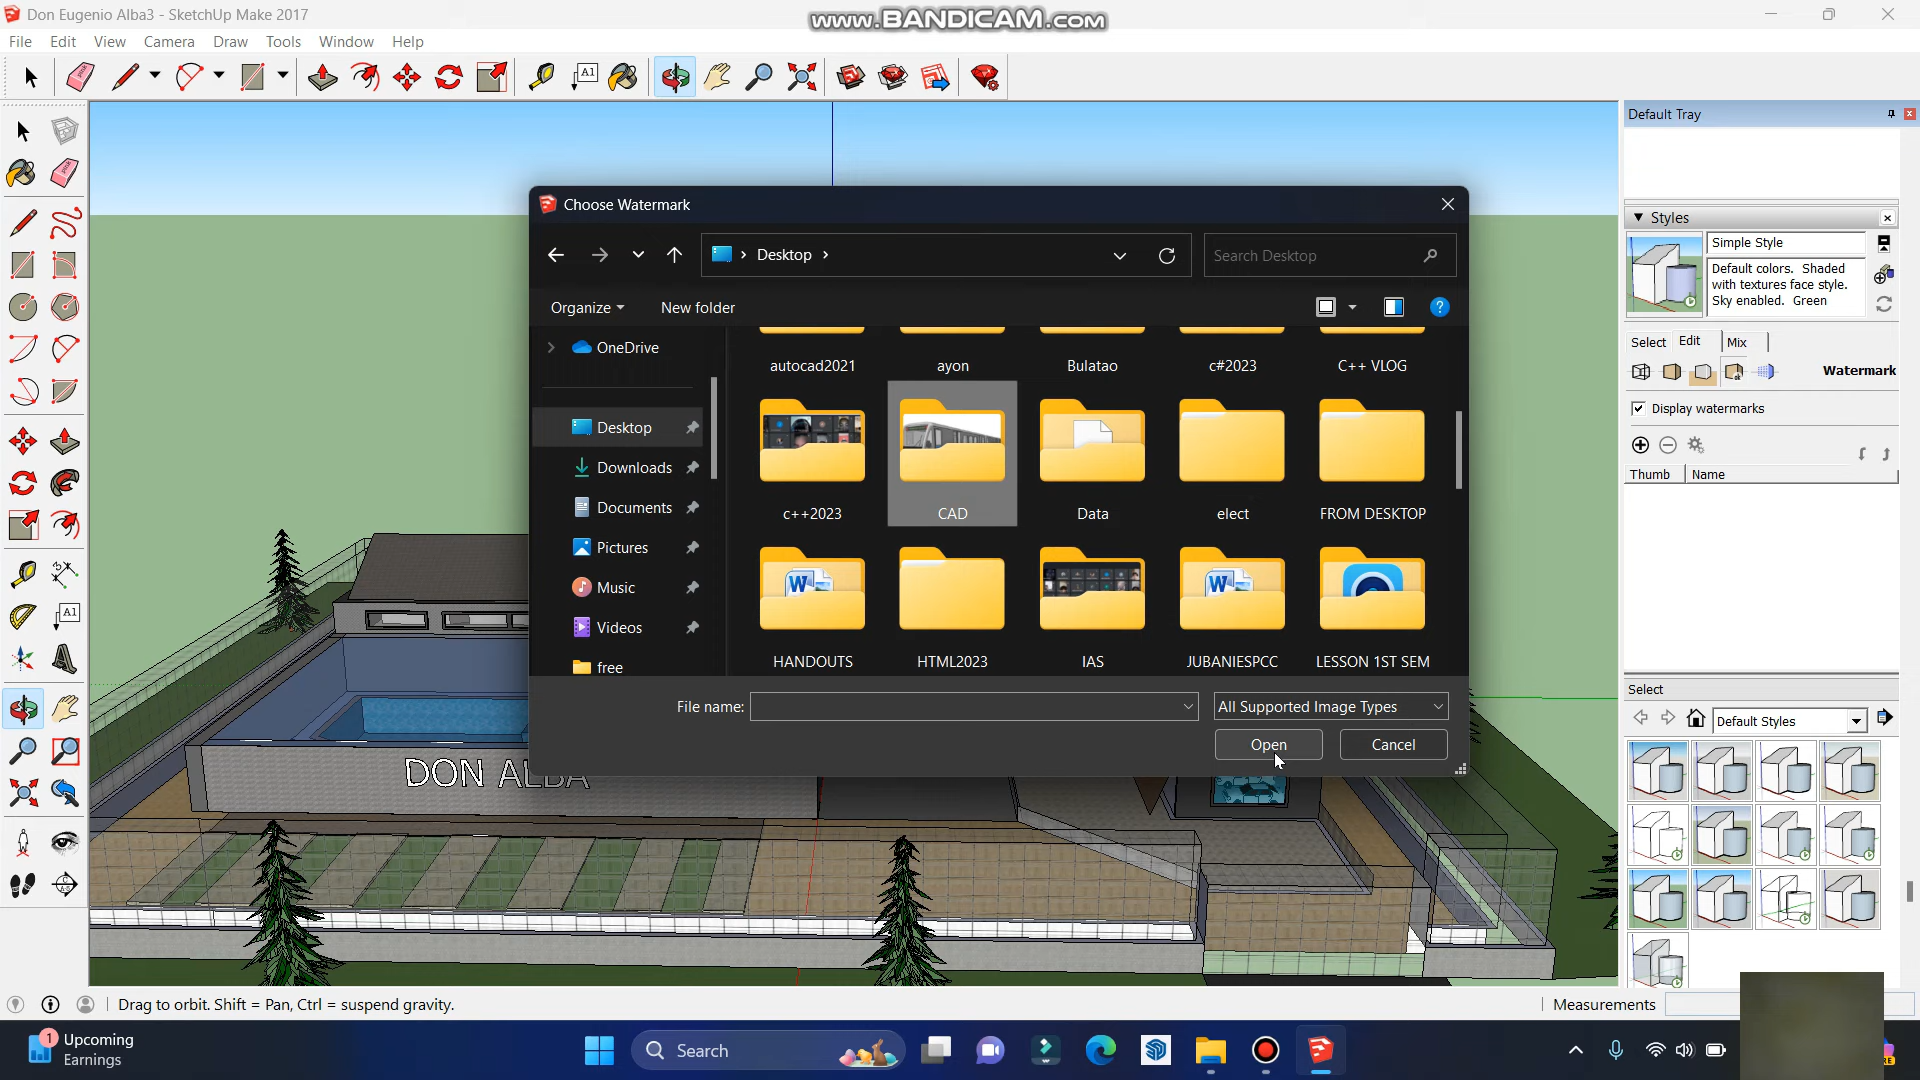 Don Eugenio Alba3 - SketchUp Make 2017
www.BANDICAM.com
File Edit View Camera Draw Tools Window Help
A1
Default Tray
Choose Watermark
Desktop
Search Desktop
Organize
New folder
OneDrive
Desktop
Downloads
Documents
Pictures
Music
Videos
free
autocad2021
ayon
Bulatao
c#2023
C++ VLOG
c++2023
CAD
Data
elect
FROM DESKTOP
HANDOUTS
HTML2023
IAS
JUBANIESPCC
LESSON 1ST SEM
File name:
All Supported Image Types
Open
Cancel
Styles
Simple Style
Default colors. Shaded
with textures face style.
Sky enabled. Green
Select Edit Mix
Watermark
Display watermarks
Thumb Name
Select
Default Styles
A1
DON ALBA
Drag to orbit. Shift = Pan, Ctrl = suspend gravity.
Measurements
1
Upcoming
Earnings
Search